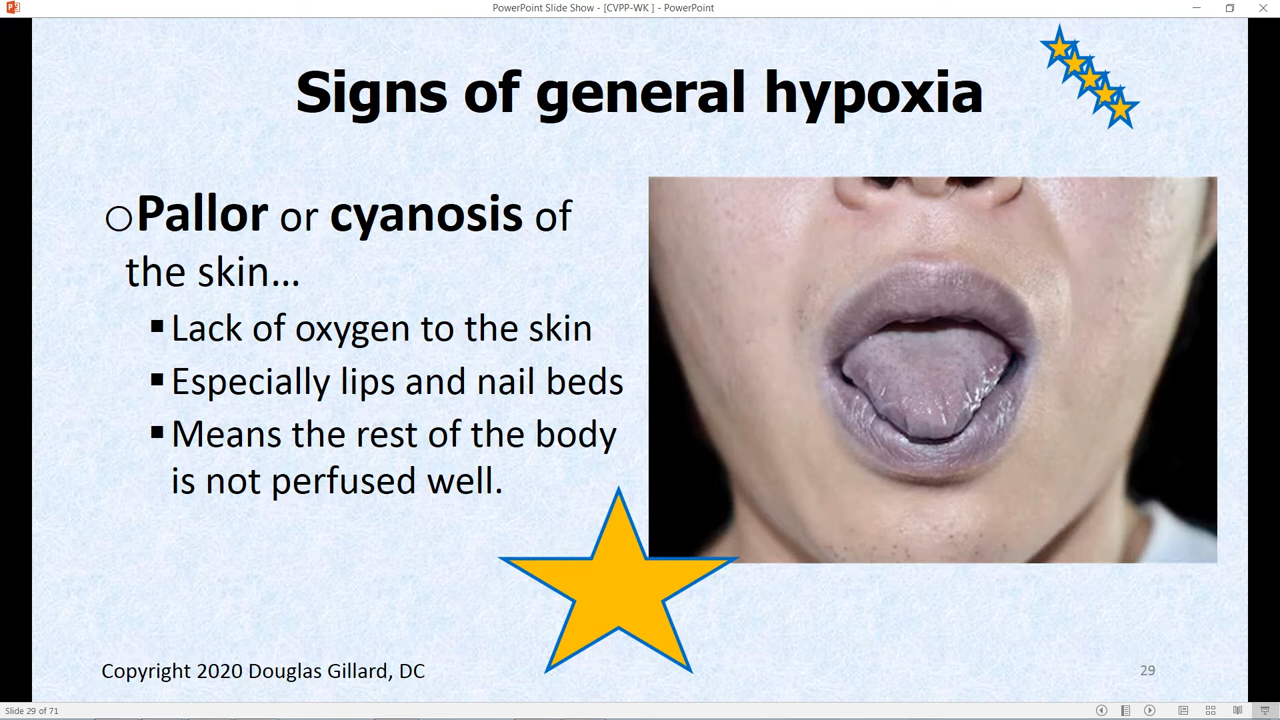 PowerPoint Slide Show - [CVPP-WK ] - PowerPoint
Signs of general hypoxia
Pallor or cyanosis of
the skin...
Lack of oxygen to the skin
Especially lips and nail beds
Means the rest of the body
is not perfused well.
Copyright 2020 Douglas Gillard, DC
29
Slide 29 of 71